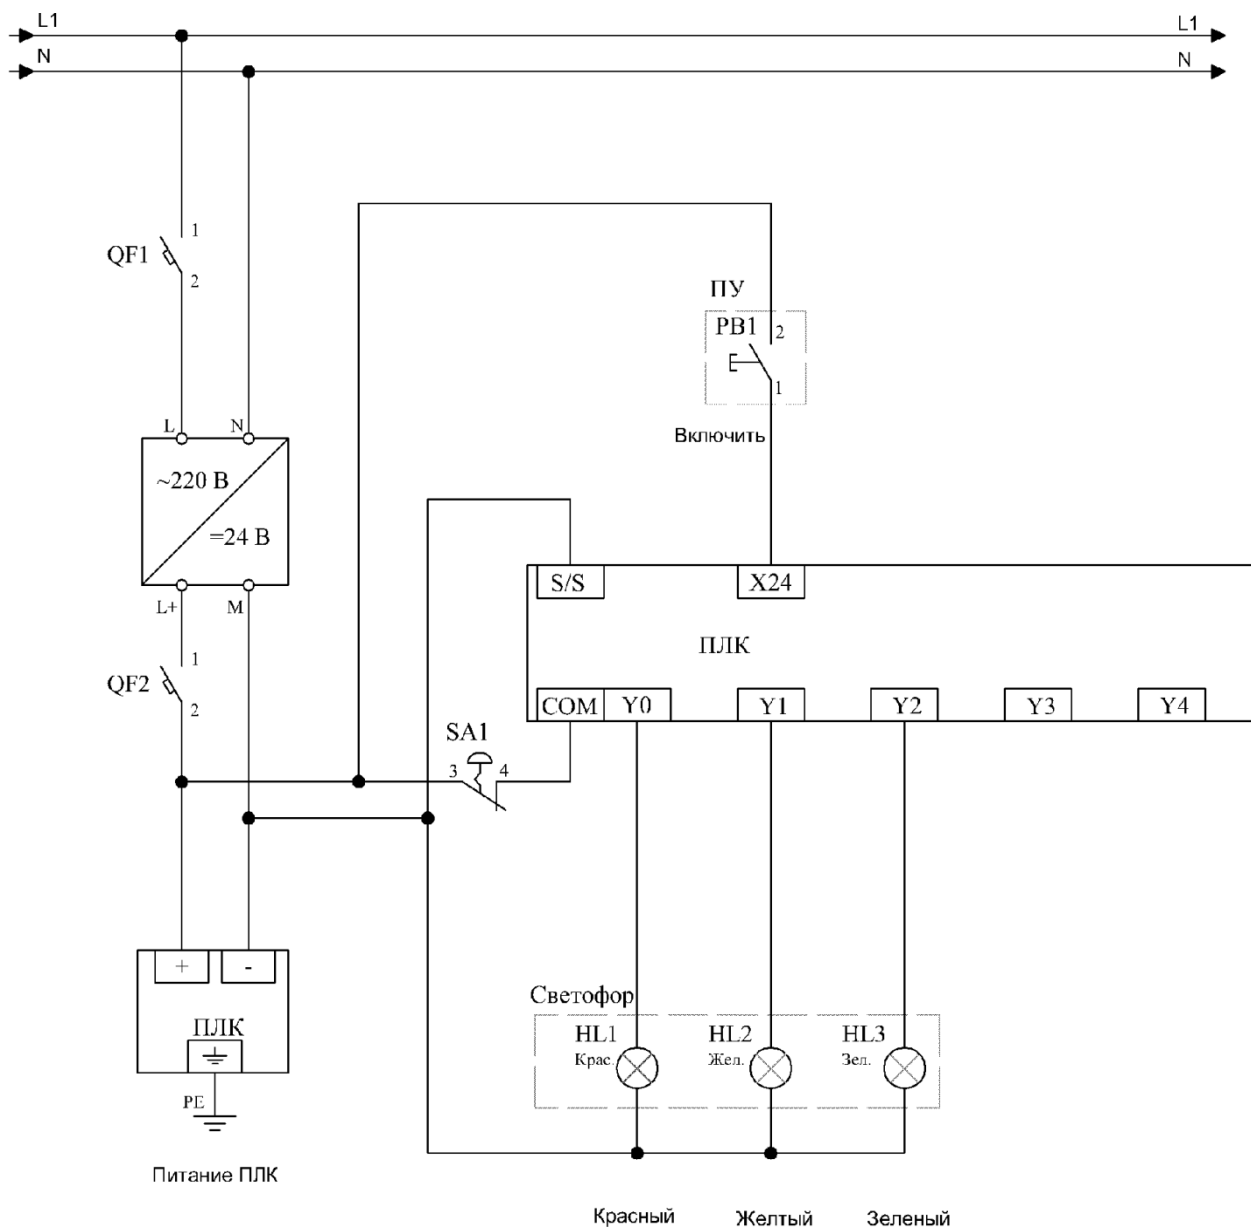 L1 L1
N N
1
QF1
2
ПУ
PB1 2
1
Включить
L N
~220 В
=24 В
L+ M
S/S X24
ПЛК
1
QF2
2
COM Y0 Y1 Y2 Y3 Y4
SA1
3 4
+ -
ПЛК
PE
Питание ПЛК
Светофор
HL1 HL2 HL3
Крас. Жел. Зел.
Красный Желтый Зеленый